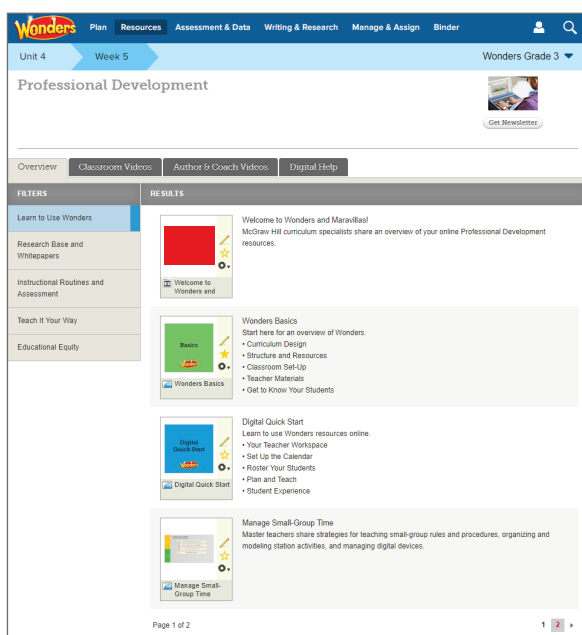 Wonders Plan Resources Assessment & Data Writing & Research Manage & Assign Binder
Unit 4 Week 5 Wonders Grade 3
Professional Development
Get Newsletter
Overview Classroom Videos Author & Coach Videos Digital Help
FILTERS
Learn to Use Wonders
Research Base and
Whitepapers
Instructional Routines and
Assessment
Teach It Your Way
Educational Equity
RESULTS
Welcome to
Wonders and
Welcome to Wonders and Maravillas!
McGraw Hill curriculum specialists share an overview of your online Professional Development
resources.
Basics
Wonders
Wonders Basics
Wonders Basics
Start here for an overview of Wonders.
• Curriculum Design
• Structure and Resources
• Classroom Set-Up
• Teacher Materials
• Get to Know Your Students
Digital
Quick Start
Wonders
Digital Quick Start
Digital Quick Start
Learn to use Wonders resources online.
• Your Teacher Workspace
• Set Up the Calendar
• Roster Your Students
• Plan and Teach
• Student Experience
Manage Small-
Group Time
Manage Small-Group Time
Master teachers share strategies for teaching small-group rules and procedures, organizing and
modeling station activities, and managing digital devices.
Page 1 of 2
1 2